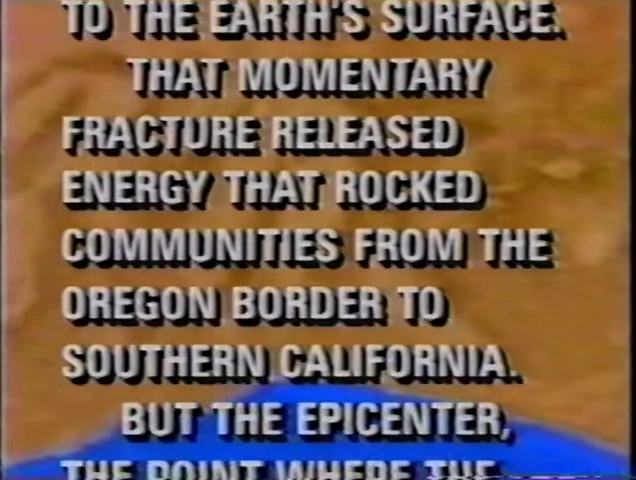 TO THE EARTH'S SURFACE.
THAT MOMENTARY
FRACTURE RELEASED
ENERGY THAT ROCKED
COMMUNITIES FROM THE
OREGON BORDER TO
SOUTHERN CALIFORNIA.
BUT THE EPICENTER,
THE POINT WHERE THE